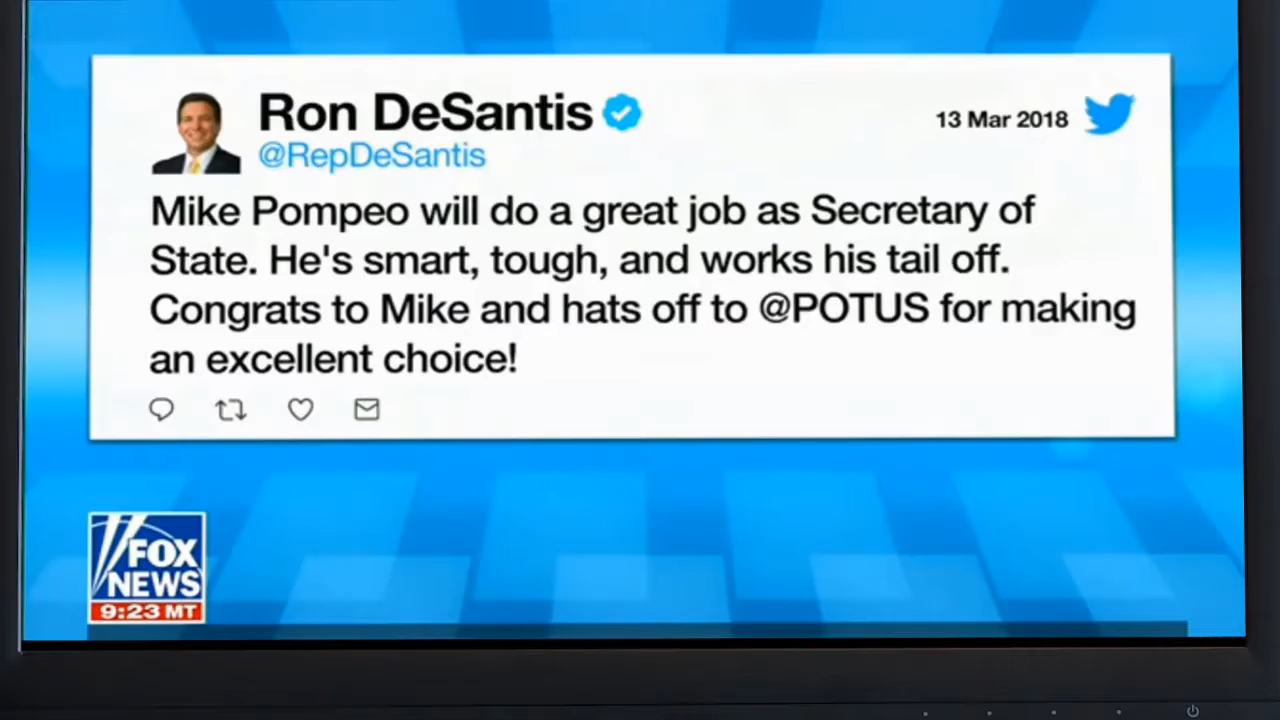 Ron DeSantis
13 Mar 2018
@RepDeSantis
Mike Pompeo will do a great job as Secretary of
State. He's smart, tough, and works his tail off.
Congrats to Mike and hats off to @POTUS for making
an excellent choice!
FOX
NEWS
9:23 MT